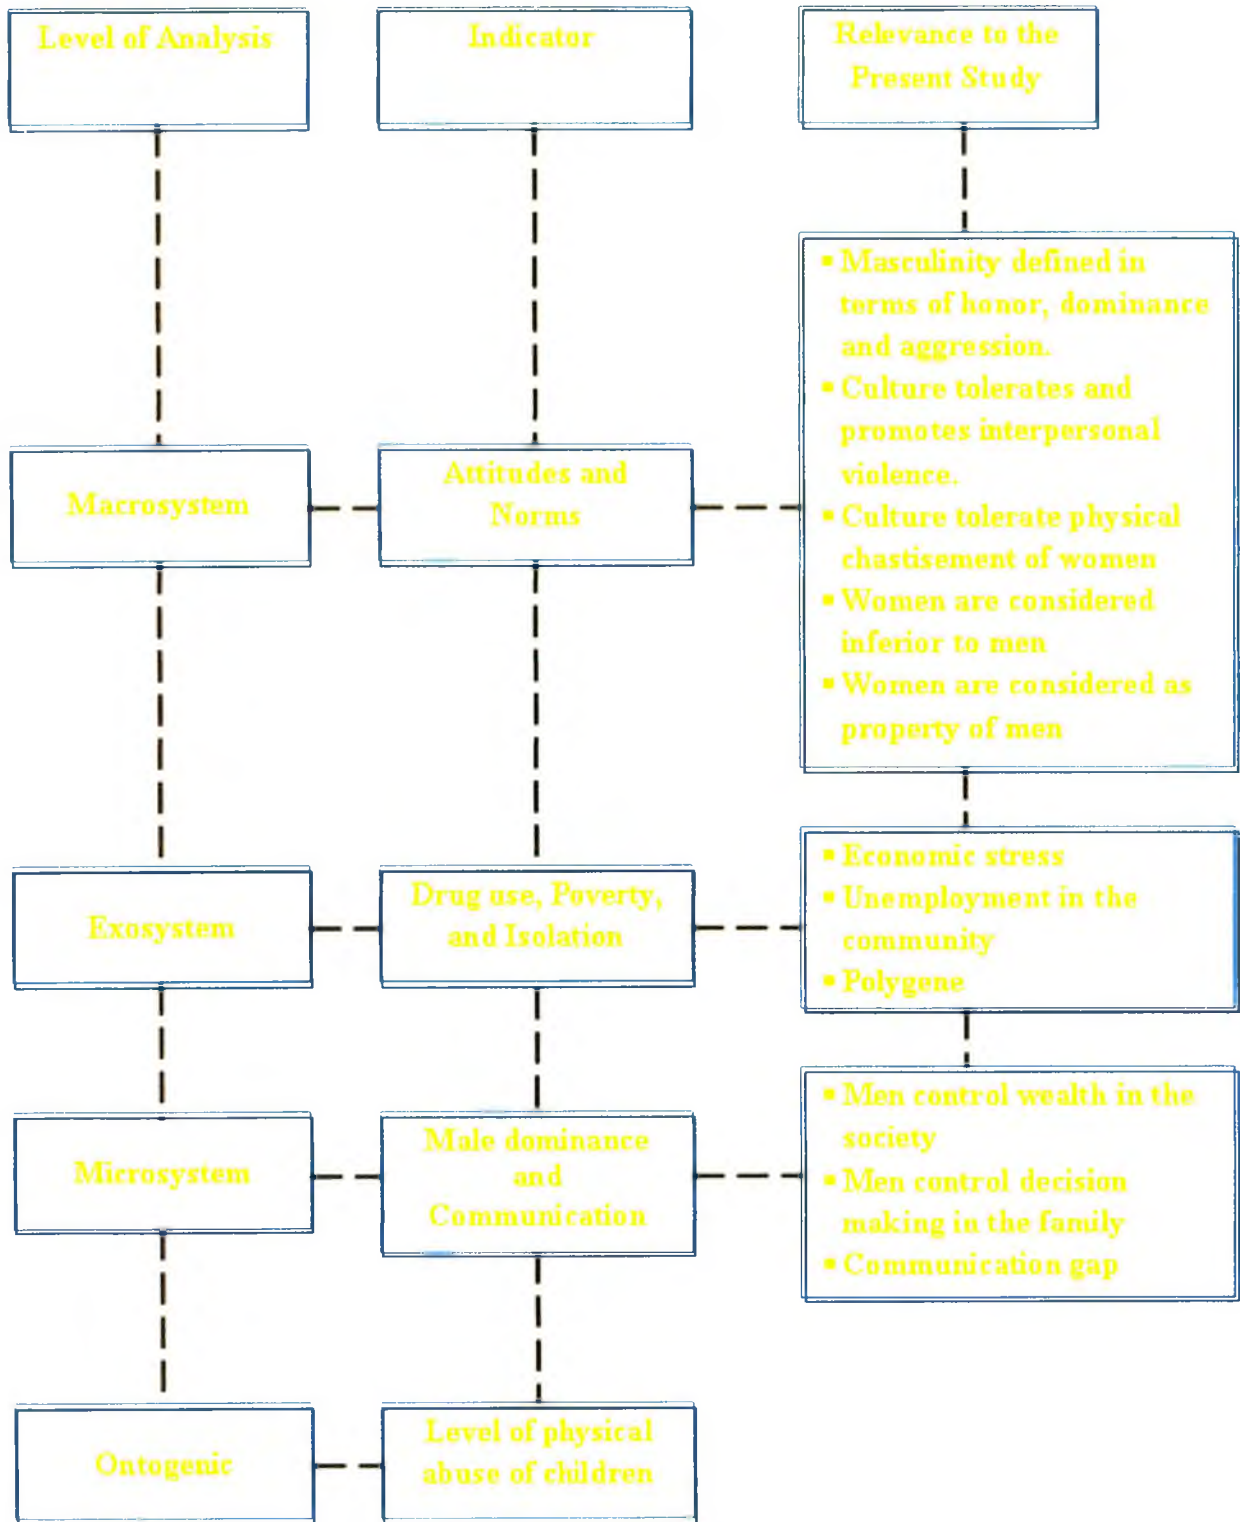 Level of Analysis
Indicator
Relevance to the
Present Study
▪ Masculinity defined in
terms of honor, dominance
and aggression.
▪ Culture tolerates and
promotes interpersonal
violence.
▪ Culture tolerate physical
chastisement of women
▪ Women are considered
inferior to men
▪ Women are considered as
property of men
Macrosystem
Attitudes and
Norms
Exosystem
Drug use, Poverty,
and Isolation
▪ Economic stress
▪ Unemployment in the
community
▪ Polygene
Microsystem
Male dominance
and
Communication
▪ Men control wealth in the
society
▪ Men control decision
making in the family
▪ Communication gap
Ontogenic
Level of physical
abuse of children